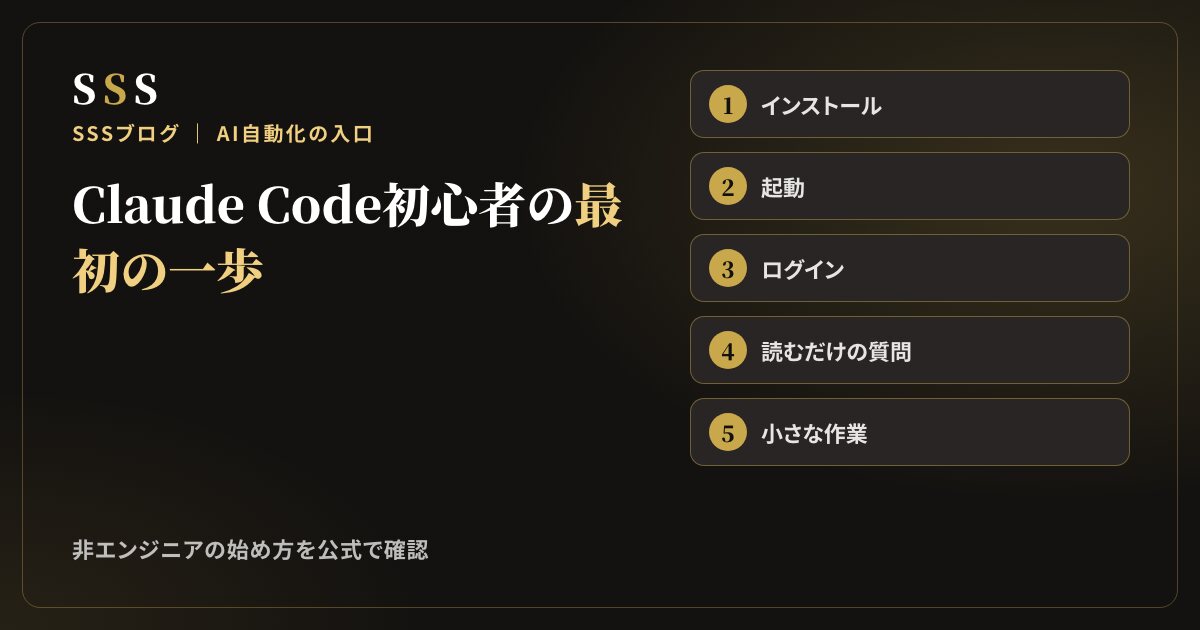 SSS
SSSブログ ｜ AI自動化の入口
Claude Code初心者の最
初の一歩
1 インストール
2 起動
3 ログイン
4 読むだけの質問
5 小さな作業
非エンジニアの始め方を公式で確認